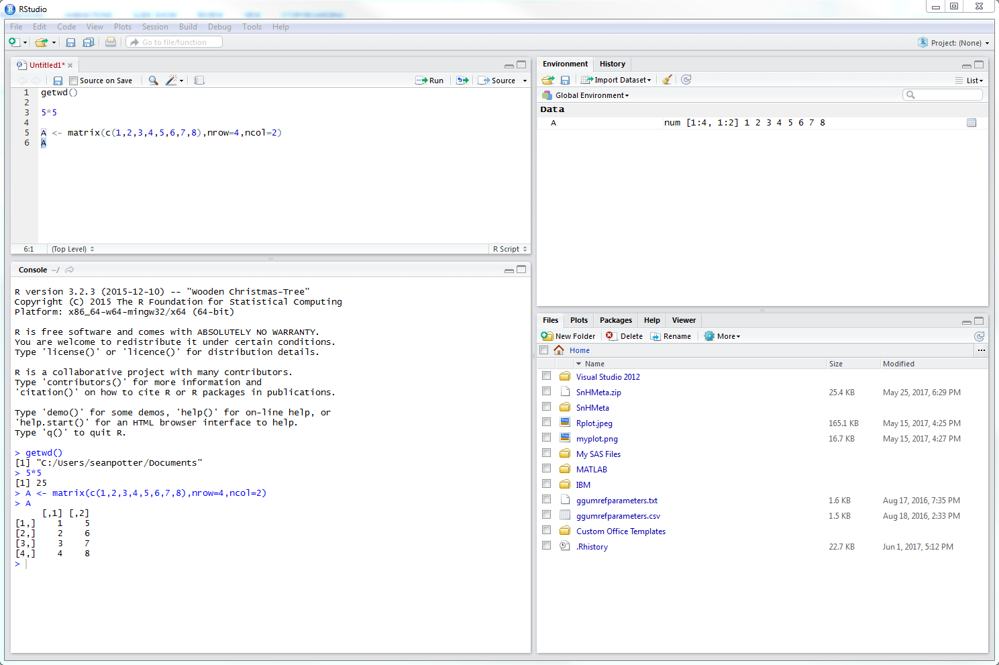 RStudio
File Edit Code View Plots Session Build Debug Tools Help
Go to file/function
Project: (None)
Untitled1*
Source on Save
Run
Source
1 getwd()
2
3 5*5
4
5 A <- matrix(c(1,2,3,4,5,6,7,8),nrow=4,ncol=2)
6 A
6:1 (Top Level) R Script
Console ~/
R version 3.2.3 (2015-12-10) -- "Wooden Christmas-Tree"
Copyright (C) 2015 The R Foundation for Statistical Computing
Platform: x86_64-w64-mingw32/x64 (64-bit)
R is free software and comes with ABSOLUTELY NO WARRANTY.
You are welcome to redistribute it under certain conditions.
Type 'license()' or 'licence()' for distribution details.
R is a collaborative project with many contributors.
Type 'contributors()' for more information and
'citation()' on how to cite R or R packages in publications.
Type 'demo()' for some demos, 'help()' for on-line help, or
'help.start()' for an HTML browser interface to help.
Type 'q()' to quit R.
> getwd()
[1] "C:/Users/seanpotter/Documents"
> 5*5
[1] 25
> A <- matrix(c(1,2,3,4,5,6,7,8),nrow=4,ncol=2)
> A
[,1] [,2]
[1,] 1 5
[2,] 2 6
[3,] 3 7
[4,] 4 8
>
Environment History
Import Dataset
List
Global Environment
Data
A num [1:4, 1:2] 1 2 3 4 5 6 7 8
Files Plots Packages Help Viewer
New Folder Delete Rename More
Home ...
Name Size Modified
Visual Studio 2012
SnHMeta.zip 25.4 KB May 25, 2017, 6:29 PM
SnHMeta
Rplot.jpeg 165.1 KB May 15, 2017, 4:25 PM
myplot.png 16.7 KB May 15, 2017, 4:27 PM
My SAS Files
MATLAB
IBM
ggumrefparameters.txt 1.6 KB Aug 17, 2016, 7:35 PM
ggumrefparameters.csv 1.5 KB Aug 18, 2016, 2:33 PM
Custom Office Templates
.Rhistory 22.7 KB Jun 1, 2017, 5:12 PM